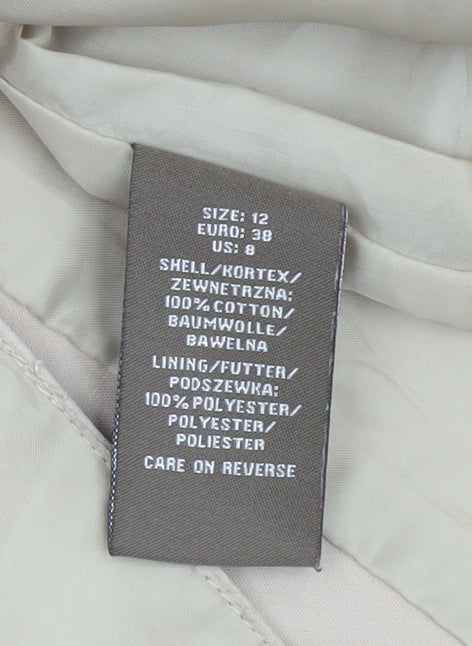 SIZE: 12
EURO: 38
US: 8
SHELL/KORTEX/
ZEWNETRZNA:
100% COTTON/
BAUMWOLLE/
BAWELNA
LINING/FUTTER/
PODSZEWKA:
100% POLYESTER/
POLYESTER/
POLIESTER
CARE ON REVERSE